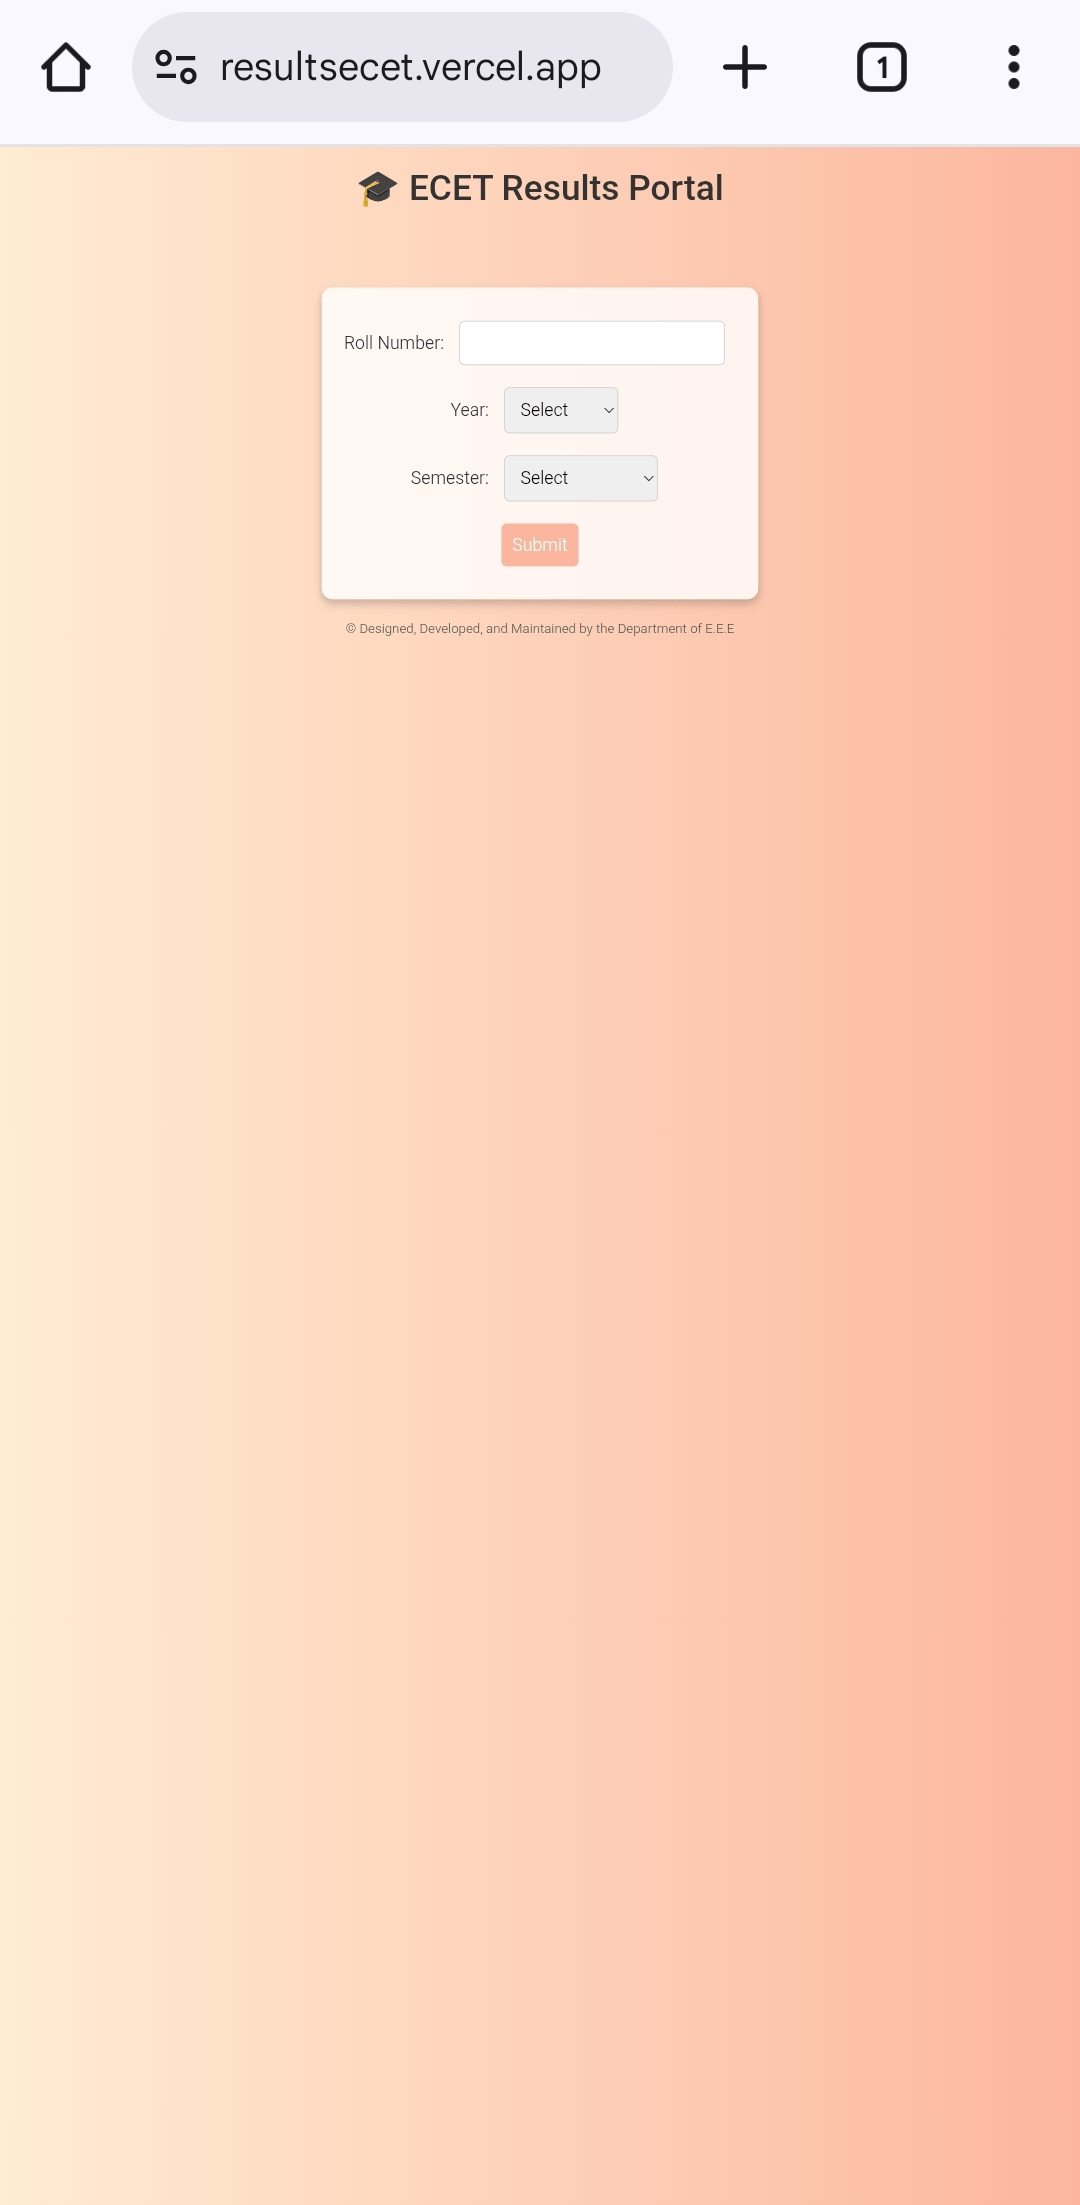 resultsecet.vercel.app
1
🎓 ECET Results Portal
Roll Number:
Year: Select
Semester: Select
Submit
© Designed, Developed, and Maintained by the Department of E.E.E